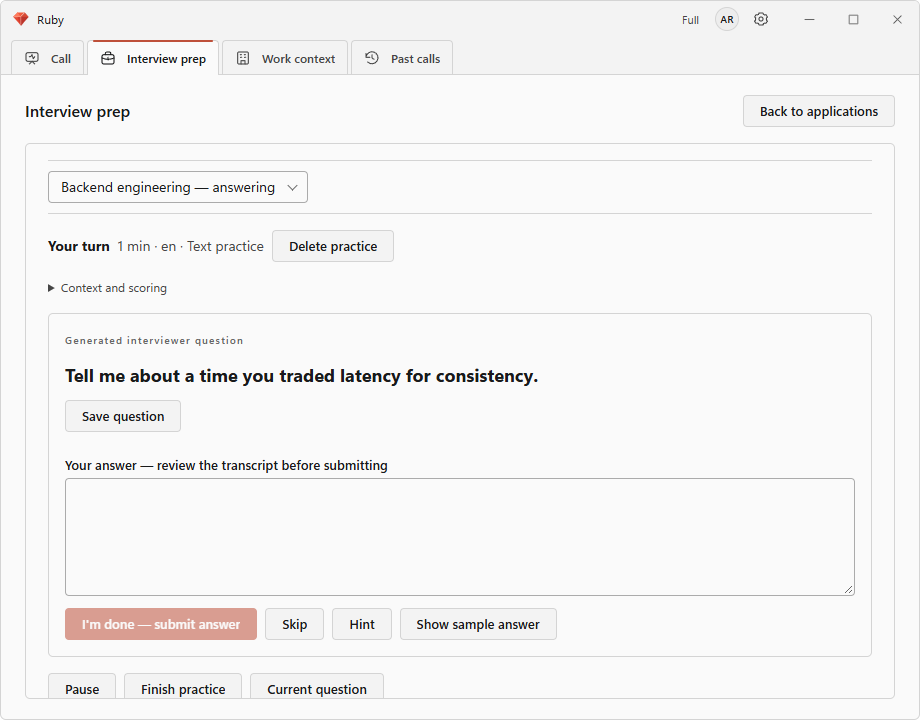 Ruby
Full
AR
Call
Interview prep
Work context
Past calls
Interview prep
Back to applications
Backend engineering — answering
Your turn 1 min · en · Text practice
Delete practice
Context and scoring
Generated interviewer question
Tell me about a time you traded latency for consistency.
Save question
Your answer — review the transcript before submitting
I'm done — submit answer
Skip
Hint
Show sample answer
Pause
Finish practice
Current question